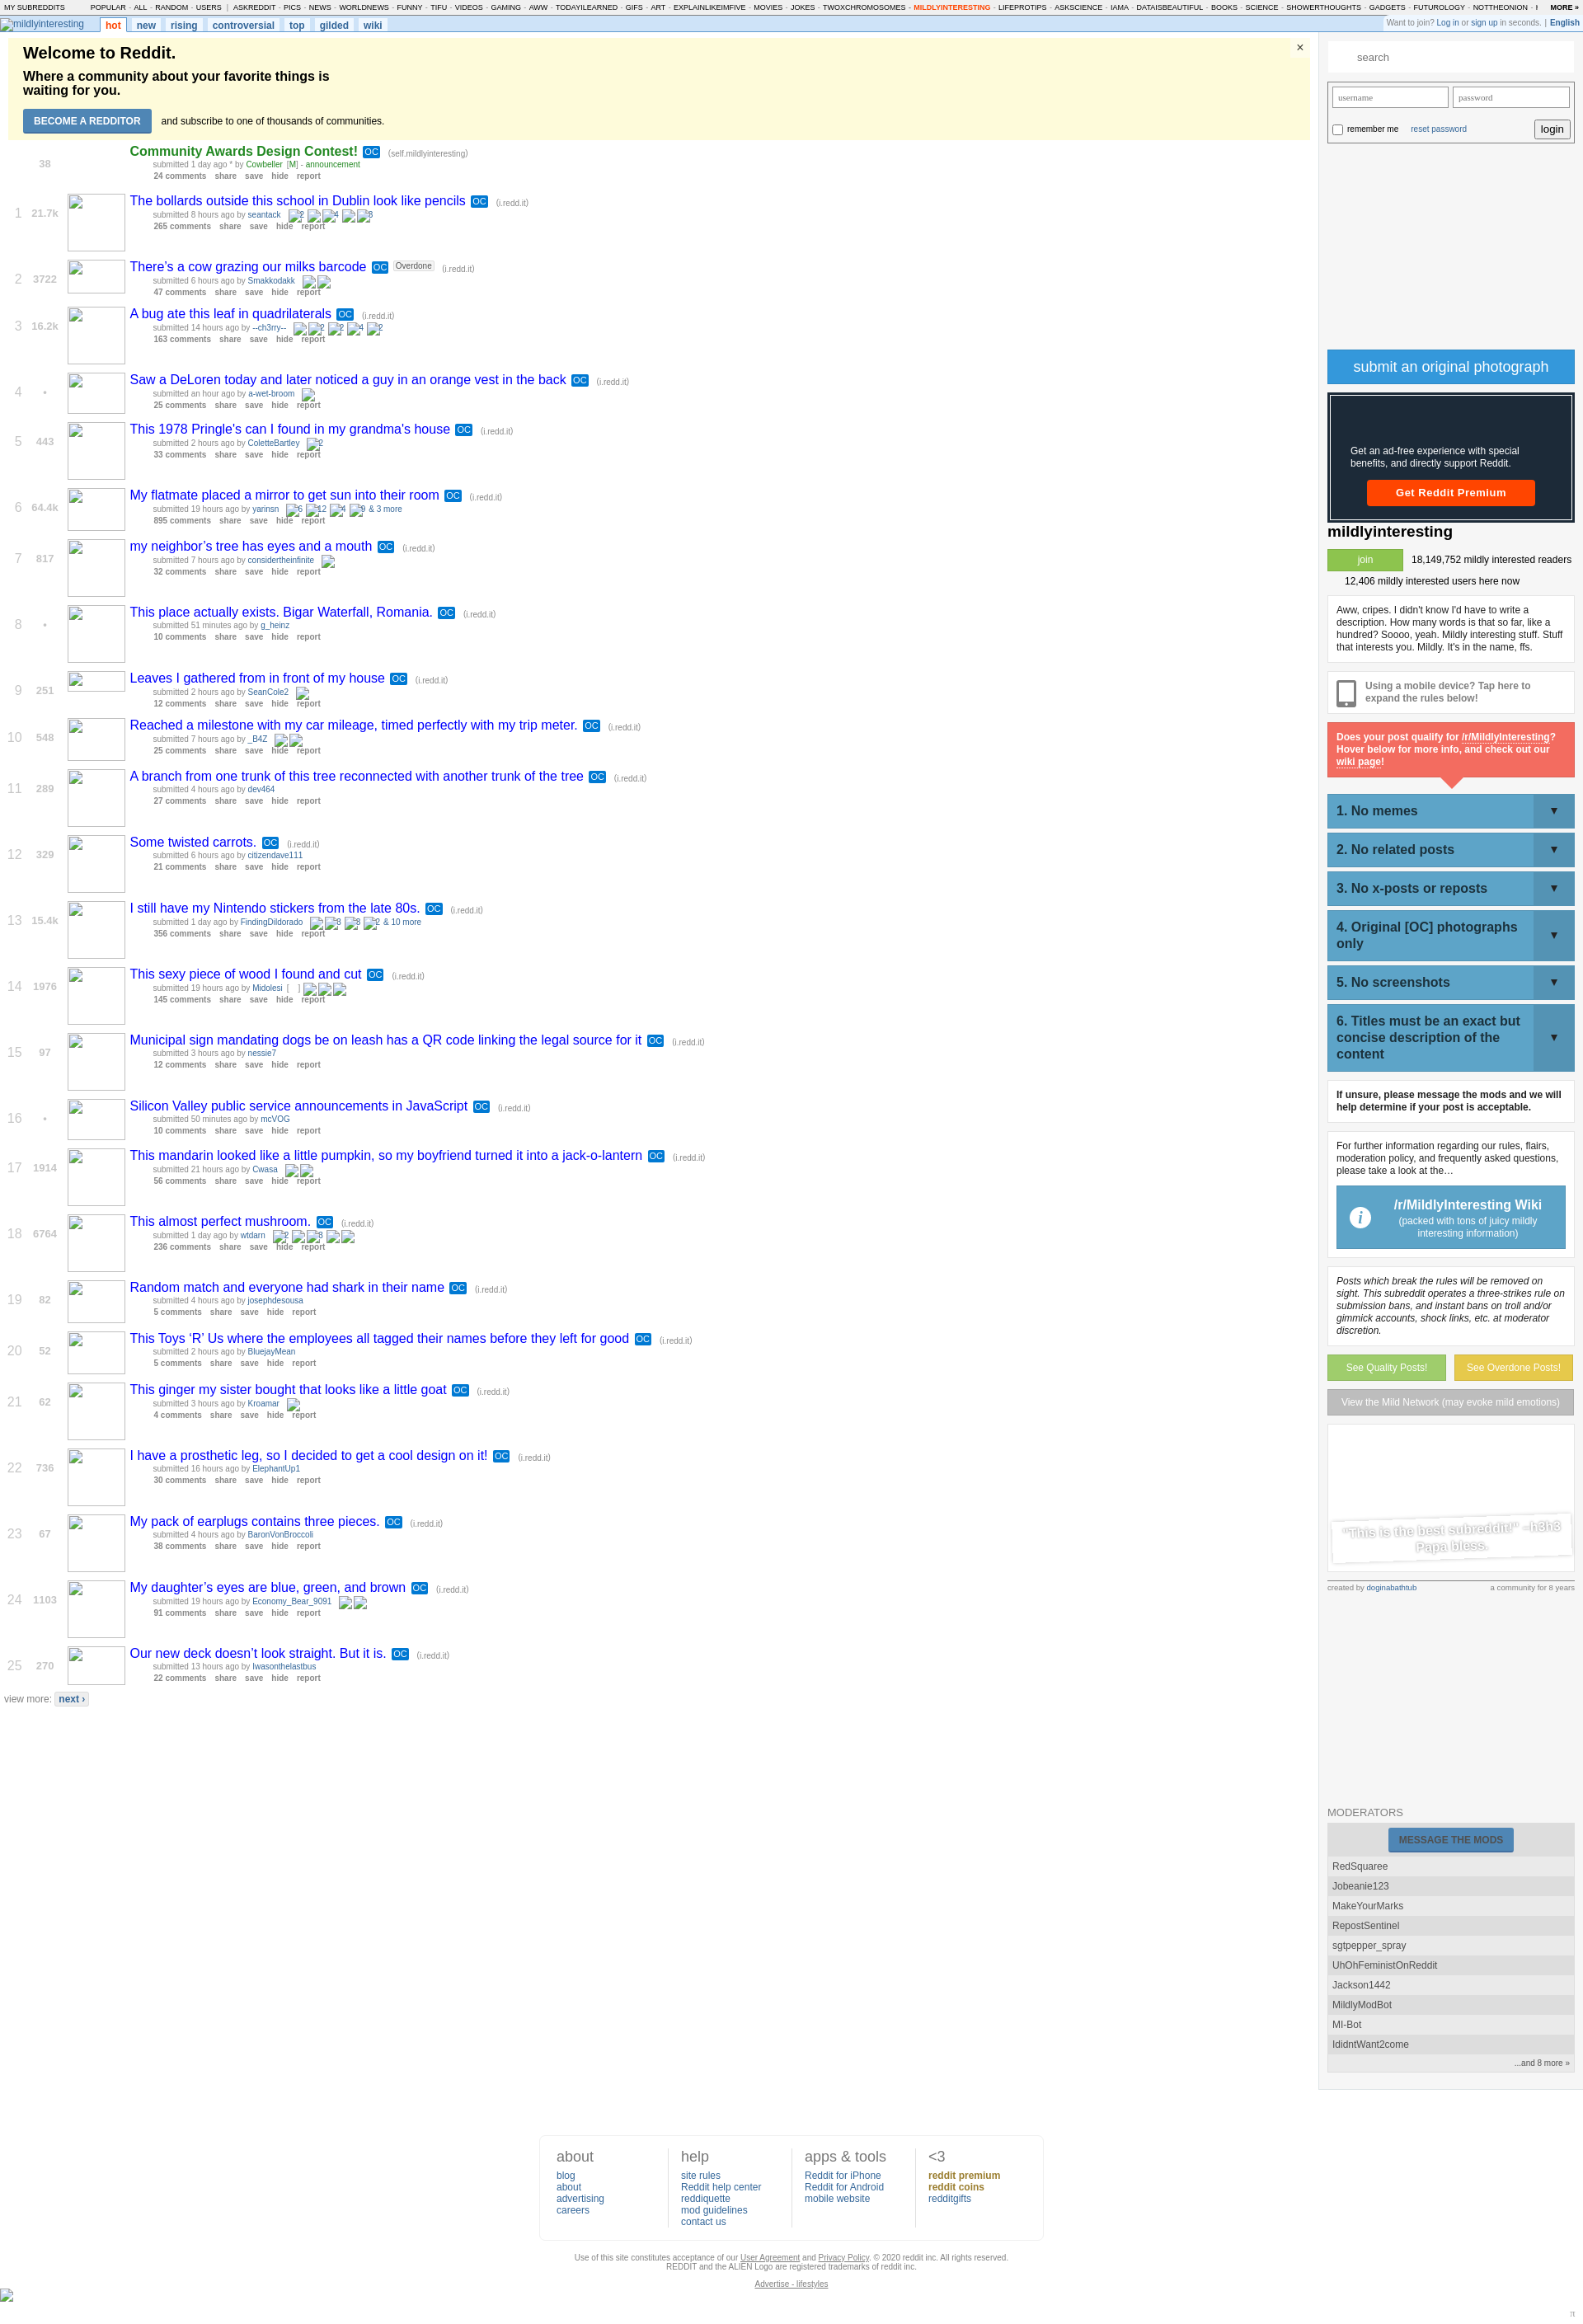 MY SUBREDDITS POPULAR - ALL - RANDOM - USERS | ASKREDDIT - PICS - NEWS - WORLDNEWS - FUNNY - TIFU - VIDEOS - GAMING - AWW - TODAYILEARNED - GIFS - ART - EXPLAINLIKEIMFIVE - MOVIES - JOKES - TWOXCHROMOSOMES - MILDLYINTERESTING - LIFEPROTIPS - ASKSCIENCE - IAMA - DATAISBEAUTIFUL - BOOKS - SCIENCE - SHOWERTHOUGHTS - GADGETS - FUTUROLOGY - NOTTHEONION - MORE »
mildlyinteresting hot new rising controversial top gilded wiki
Want to join? Log in or sign up in seconds. | English
Welcome to Reddit.
×
Where a community about your favorite things is
waiting for you.
BECOME A REDDITOR and subscribe to one of thousands of communities.
38
Community Awards Design Contest! OC (self.mildlyinteresting)
submitted 1 day ago * by Cowbeller [M] - announcement
24 comments share save hide report
1 21.7k
The bollards outside this school in Dublin look like pencils OC (i.redd.it)
submitted 8 hours ago by seantack 2 4 3
265 comments share save hide report
2 3722
There’s a cow grazing our milks barcode OC Overdone (i.redd.it)
submitted 6 hours ago by Smakkodakk
47 comments share save hide report
3 16.2k
A bug ate this leaf in quadrilaterals OC (i.redd.it)
submitted 14 hours ago by --ch3rry-- 2 2 4 2
163 comments share save hide report
4 •
Saw a DeLoren today and later noticed a guy in an orange vest in the back OC (i.redd.it)
submitted an hour ago by a-wet-broom
25 comments share save hide report
5 443
This 1978 Pringle's can I found in my grandma's house OC (i.redd.it)
submitted 2 hours ago by ColetteBartley 2
33 comments share save hide report
6 64.4k
My flatmate placed a mirror to get sun into their room OC (i.redd.it)
submitted 19 hours ago by yarinsn 6 12 4 9 & 3 more
895 comments share save hide report
7 817
my neighbor’s tree has eyes and a mouth OC (i.redd.it)
submitted 7 hours ago by considertheinfinite
32 comments share save hide report
8 •
This place actually exists. Bigar Waterfall, Romania. OC (i.redd.it)
submitted 51 minutes ago by g_heinz
10 comments share save hide report
9 251
Leaves I gathered from in front of my house OC (i.redd.it)
submitted 2 hours ago by SeanCole2
12 comments share save hide report
10 548
Reached a milestone with my car mileage, timed perfectly with my trip meter. OC (i.redd.it)
submitted 7 hours ago by _B4Z
25 comments share save hide report
11 289
A branch from one trunk of this tree reconnected with another trunk of the tree OC (i.redd.it)
submitted 4 hours ago by dev464
27 comments share save hide report
12 329
Some twisted carrots. OC (i.redd.it)
submitted 6 hours ago by citizendave111
21 comments share save hide report
13 15.4k
I still have my Nintendo stickers from the late 80s. OC (i.redd.it)
submitted 1 day ago by FindingDildorado 3 3 2 & 10 more
356 comments share save hide report
14 1976
This sexy piece of wood I found and cut OC (i.redd.it)
submitted 19 hours ago by Midolesi [ ]
145 comments share save hide report
15 97
Municipal sign mandating dogs be on leash has a QR code linking the legal source for it OC (i.redd.it)
submitted 3 hours ago by nessie7
12 comments share save hide report
16 •
Silicon Valley public service announcements in JavaScript OC (i.redd.it)
submitted 50 minutes ago by mcVOG
10 comments share save hide report
17 1914
This mandarin looked like a little pumpkin, so my boyfriend turned it into a jack-o-lantern OC (i.redd.it)
submitted 21 hours ago by Cwasa
56 comments share save hide report
18 6764
This almost perfect mushroom. OC (i.redd.it)
submitted 1 day ago by wtdarn 2 3
236 comments share save hide report
19 82
Random match and everyone had shark in their name OC (i.redd.it)
submitted 4 hours ago by josephdesousa
5 comments share save hide report
20 52
This Toys ‘R’ Us where the employees all tagged their names before they left for good OC (i.redd.it)
submitted 2 hours ago by BluejayMean
5 comments share save hide report
21 62
This ginger my sister bought that looks like a little goat OC (i.redd.it)
submitted 3 hours ago by Kroamar
4 comments share save hide report
22 736
I have a prosthetic leg, so I decided to get a cool design on it! OC (i.redd.it)
submitted 16 hours ago by ElephantUp1
30 comments share save hide report
23 67
My pack of earplugs contains three pieces. OC (i.redd.it)
submitted 4 hours ago by BaronVonBroccoli
38 comments share save hide report
24 1103
My daughter’s eyes are blue, green, and brown OC (i.redd.it)
submitted 19 hours ago by Economy_Bear_9091
91 comments share save hide report
25 270
Our new deck doesn’t look straight. But it is. OC (i.redd.it)
submitted 13 hours ago by Iwasonthelastbus
22 comments share save hide report
view more: next ›
search
username password
remember me reset password login
submit an original photograph
Get an ad-free experience with special
benefits, and directly support Reddit.
Get Reddit Premium
mildlyinteresting
join 18,149,752 mildly interested readers
12,406 mildly interested users here now
Aww, cripes. I didn't know I'd have to write a
description. How many words is that so far, like a
hundred? Soooo, yeah. Mildly interesting stuff. Stuff
that interests you. Mildly. It's in the name, ffs.
Using a mobile device? Tap here to
expand the rules below!
Does your post qualify for /r/MildlyInteresting?
Hover below for more info, and check out our
wiki page!
1. No memes ▼
2. No related posts ▼
3. No x-posts or reposts ▼
4. Original [OC] photographs
only ▼
5. No screenshots ▼
6. Titles must be an exact but
concise description of the
content ▼
If unsure, please message the mods and we will
help determine if your post is acceptable.
For further information regarding our rules, flairs,
moderation policy, and frequently asked questions,
please take a look at the…
i
/r/MildlyInteresting Wiki
(packed with tons of juicy mildly
interesting information)
Posts which break the rules will be removed on
sight. This subreddit operates a three-strikes rule on
submission bans, and instant bans on troll and/or
gimmick accounts, shock links, etc. at moderator
discretion.
See Quality Posts! See Overdone Posts!
View the Mild Network (may evoke mild emotions)
"This is the best subreddit!" ~h3h3
Papa bless.
created by doginabathtub a community for 8 years
MODERATORS
MESSAGE THE MODS
RedSquaree
Jobeanie123
MakeYourMarks
RepostSentinel
sgtpepper_spray
UhOhFeministOnReddit
Jackson1442
MildlyModBot
MI-Bot
IdidntWant2come
...and 8 more »
about
blog
about
advertising
careers
help
site rules
Reddit help center
reddiquette
mod guidelines
contact us
apps & tools
Reddit for iPhone
Reddit for Android
mobile website
<3
reddit premium
reddit coins
redditgifts
Use of this site constitutes acceptance of our User Agreement and Privacy Policy. © 2020 reddit inc. All rights reserved.
REDDIT and the ALIEN Logo are registered trademarks of reddit inc.
Advertise - lifestyles
π